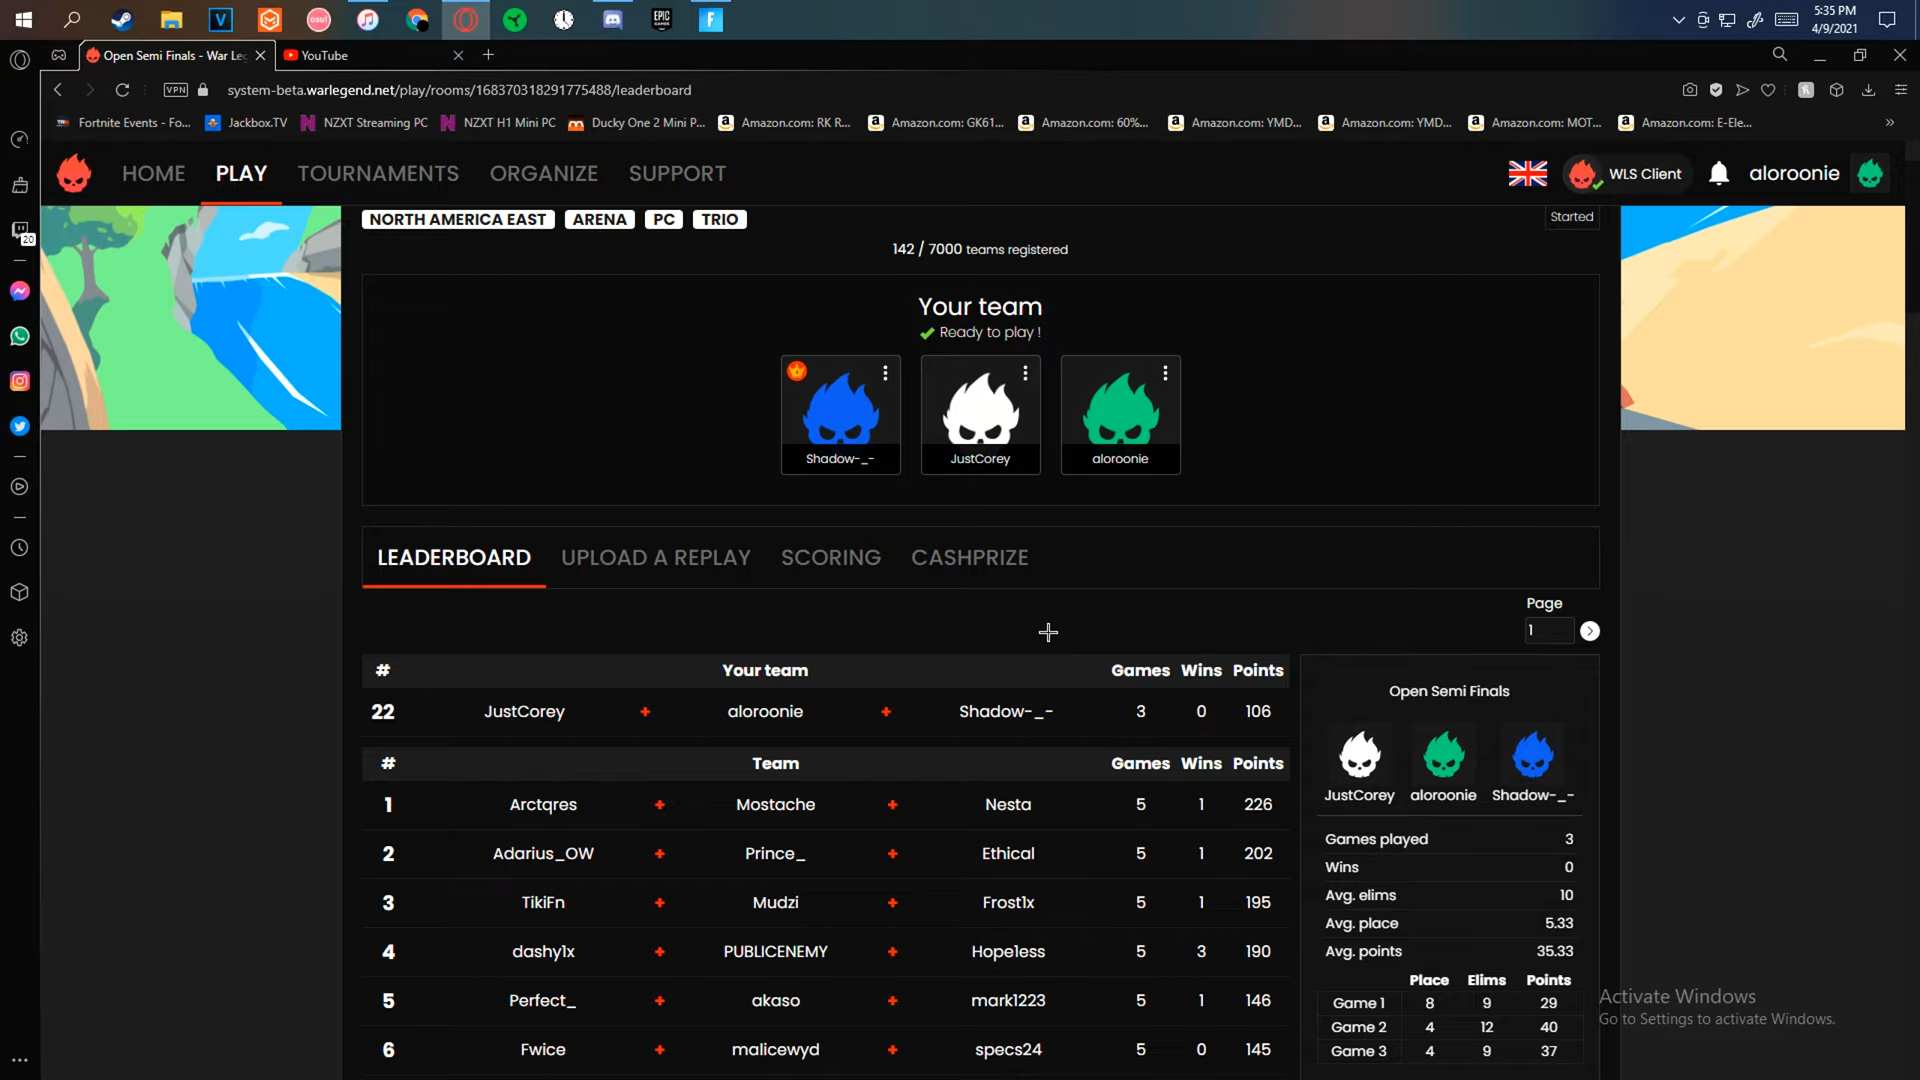 5:35 PM
4/9/2021
Open Semi Finals - War Leg
YouTube
VPN
system-beta.warlegend.net/play/rooms/168370318291775488/leaderboard
Fortnite Events - Fo...
Jackbox.TV
NZXT Streaming PC
NZXT H1 Mini PC
Ducky One 2 Mini P...
Amazon.com: RK R...
Amazon.com: GK61...
Amazon.com: 60%...
Amazon.com: YMD...
Amazon.com: YMD...
Amazon.com: MOT...
Amazon.com: E-Ele...
HOME PLAY TOURNAMENTS ORGANIZE SUPPORT
WLS Client
aloroonie
20
NORTH AMERICA EAST ARENA PC TRIO
Started
142 / 7000 teams registered
Your team
Ready to play !
Shadow-_- JustCorey aloroonie
LEADERBOARD UPLOAD A REPLAY SCORING CASHPRIZE
Page
1
# Your team Games Wins Points
22 JustCorey + aloroonie + Shadow-_- 3 0 106
# Team Games Wins Points
1 Arctqres + Mostache + Nesta 5 1 226
2 Adarius_OW + Prince_ + Ethical 5 1 202
3 TikiFn + Mudzi + Frost1x 5 1 195
4 dashy1x + PUBLICENEMY + Hope1ess 5 3 190
5 Perfect_ + akaso + mark1223 5 1 146
6 Fwice + malicewyd + specs24 5 0 145
Open Semi Finals
JustCorey aloroonie Shadow-_-
Games played 3
Wins 0
Avg. elims 10
Avg. place 5.33
Avg. points 35.33
Place Elims Points
Game 1 8 9 29
Game 2 4 12 40
Game 3 4 9 37
Activate Windows
Go to Settings to activate Windows.